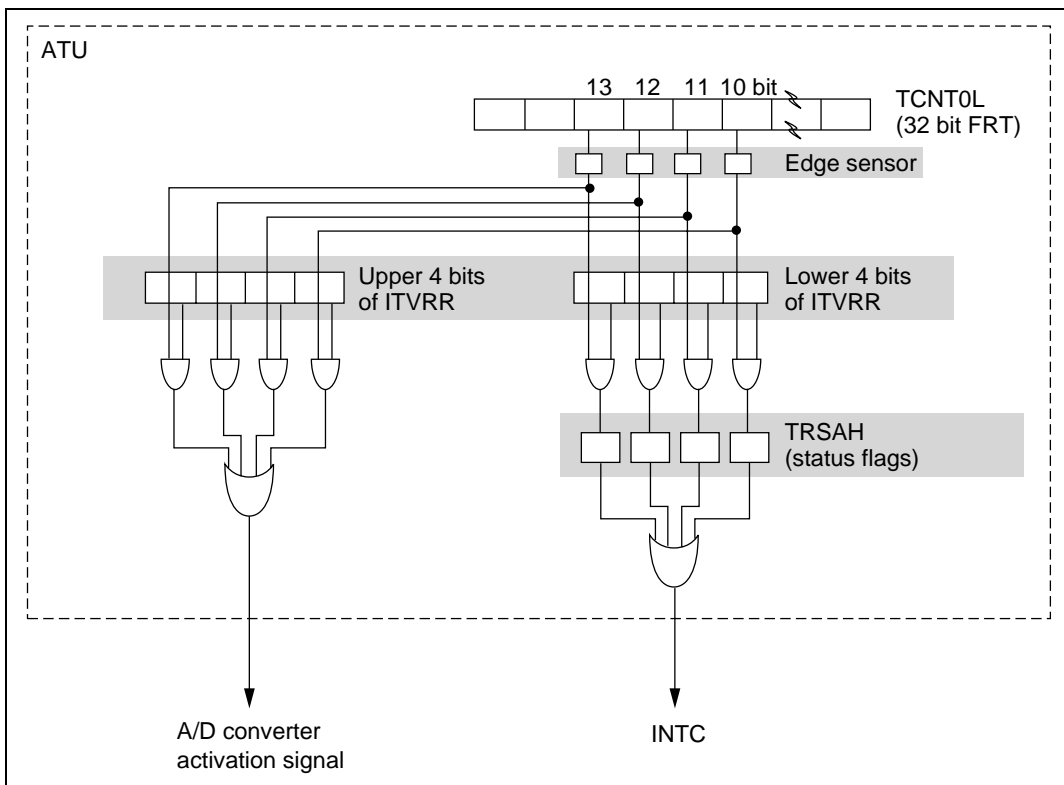 ATU
13 12 11 10 bit
TCNT0L
(32 bit FRT)
Edge sensor
Upper 4 bits
of ITVRR
Lower 4 bits
of ITVRR
TRSAH
(status flags)
A/D converter
activation signal
INTC